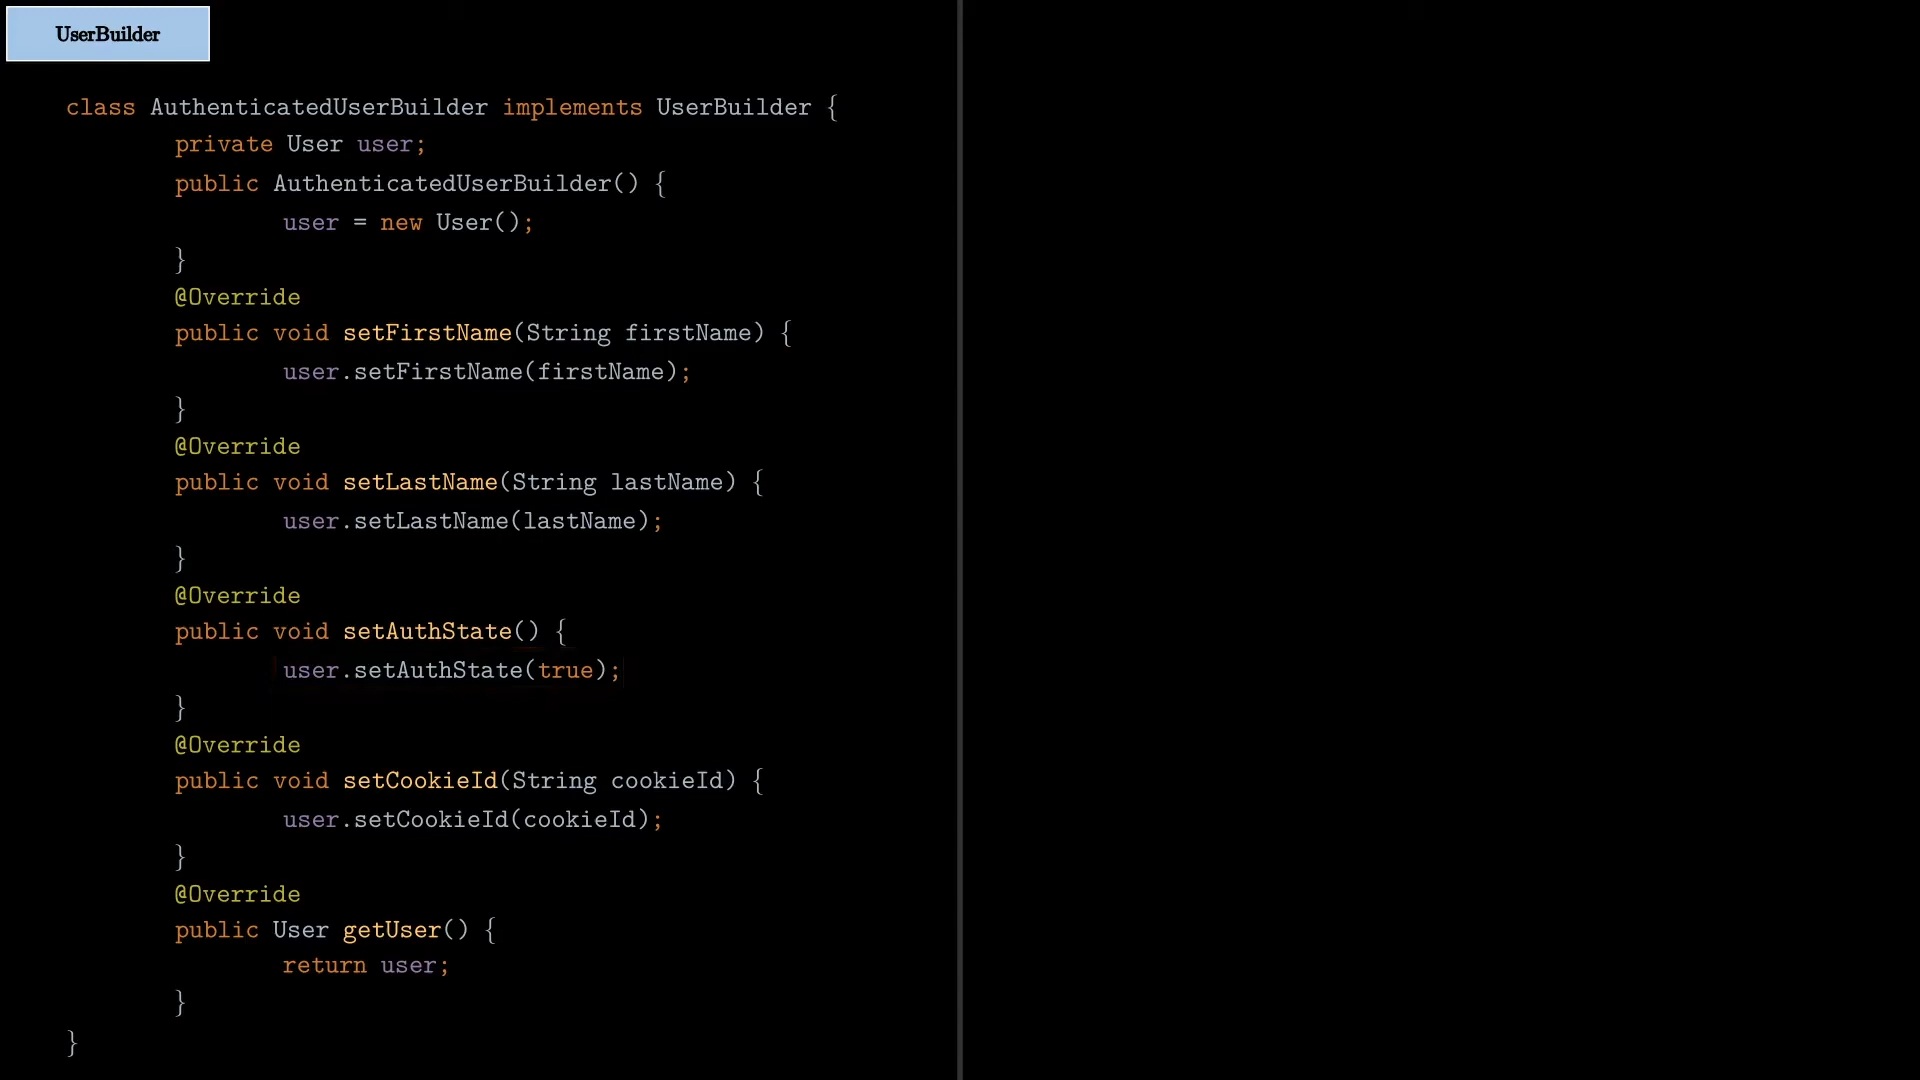 UserBuilder
class AuthenticatedUserBuilder implements UserBuilder {
private User user;
public AuthenticatedUserBuilder() {
user = new User();
}
@Override
public void setFirstName(String firstName) {
user.setFirstName(firstName);
}
@Override
public void setLastName(String lastName) {
user.setLastName(lastName);
}
@Override
public void setAuthState() {
user.setAuthState(true);
}
@Override
public void setCookieId(String cookieId) {
user.setCookieId(cookieId);
}
@Override
public User getUser() {
return user;
}
}